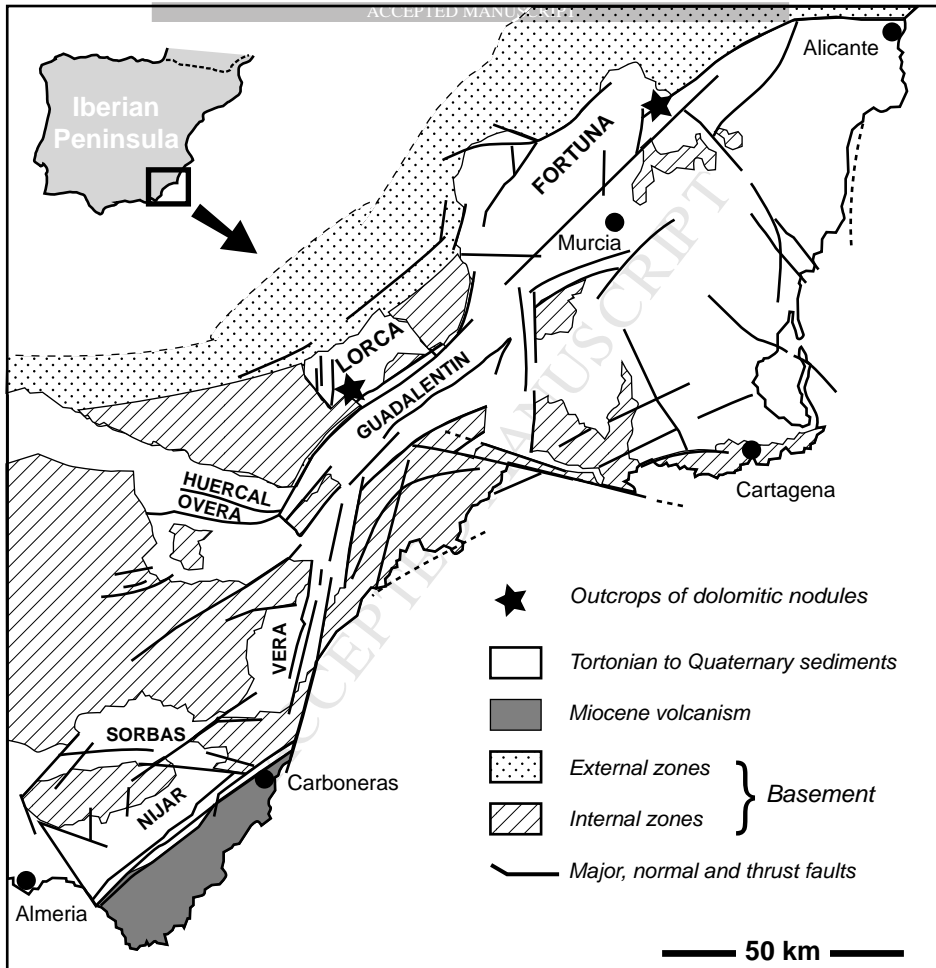 ACCEPTED MANUSCRIPT
Alicante
Iberian
Peninsula
FORTUNA
Murcia
LORCA
GUADALENTIN
HUERCAL
OVERA
Cartagena
VERA
SORBAS
NIJAR
Carboneras
Almeria
ACCEPTED MANUSCRIPT
Outcrops of dolomitic nodules
Tortonian to Quaternary sediments
Miocene volcanism
External zones
Internal zones
Basement
Major, normal and thrust faults
50 km